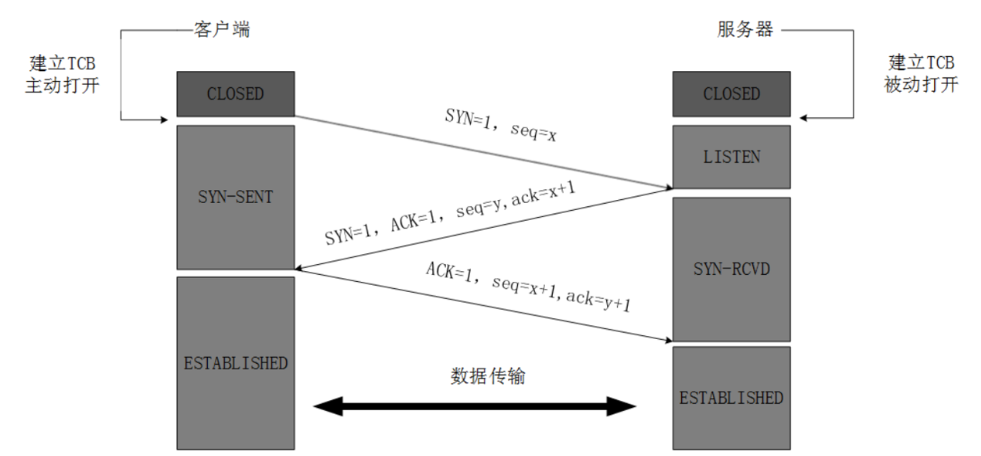 客户端
服务器
建立TCB
主动打开
建立TCB
被动打开
CLOSED
CLOSED
SYN=1, seq=x
LISTEN
SYN-SENT
SYN=1, ACK=1, seq=y,ack=x+1
SYN-RCVD
ACK=1, seq=x+1,ack=y+1
ESTABLISHED
数据传输
ESTABLISHED